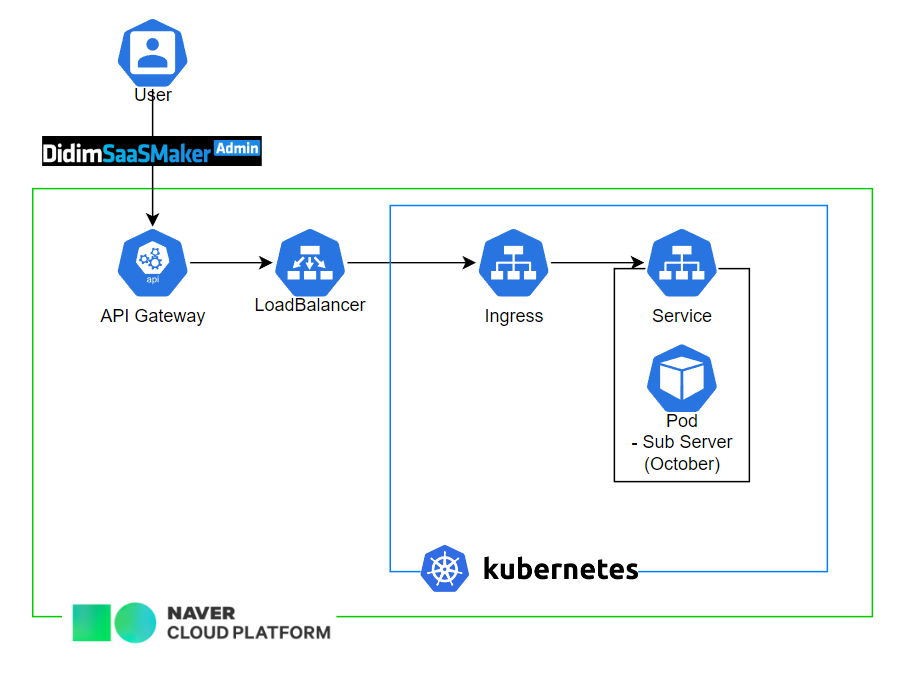 User
DidimSaaSMaker Admin
api
API Gateway
LoadBalancer
Ingress
Service
Pod
- Sub Server
(October)
kubernetes
NAVER
CLOUD PLATFORM